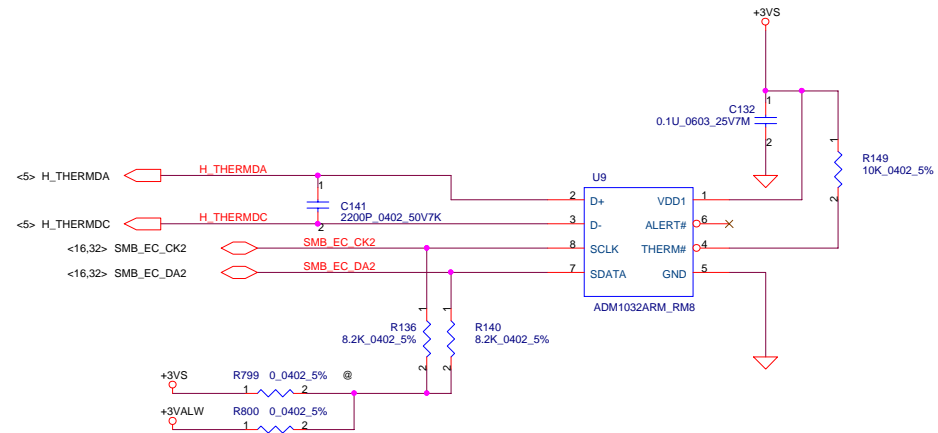 +3VS
C132
0.1U_0603_25V7M
1
2
R149
10K_0402_5%
1
2
<5> H_THERMDA
H_THERMDA
C141
2200P_0402_50V7K
1
2
<5> H_THERMDC
H_THERMDC
<16,32> SMB_EC_CK2
SMB_EC_CK2
<16,32> SMB_EC_DA2
SMB_EC_DA2
U9
2 D+ VDD1 1
3 D- ALERT# 6
8 SCLK THERM# 4
7 SDATA GND 5
ADM1032ARM_RM8
R136
8.2K_0402_5%
1
2
R140
8.2K_0402_5%
1
2
+3VS
R799 0_0402_5% @
1 2
+3VALW
R800 0_0402_5%
1 2